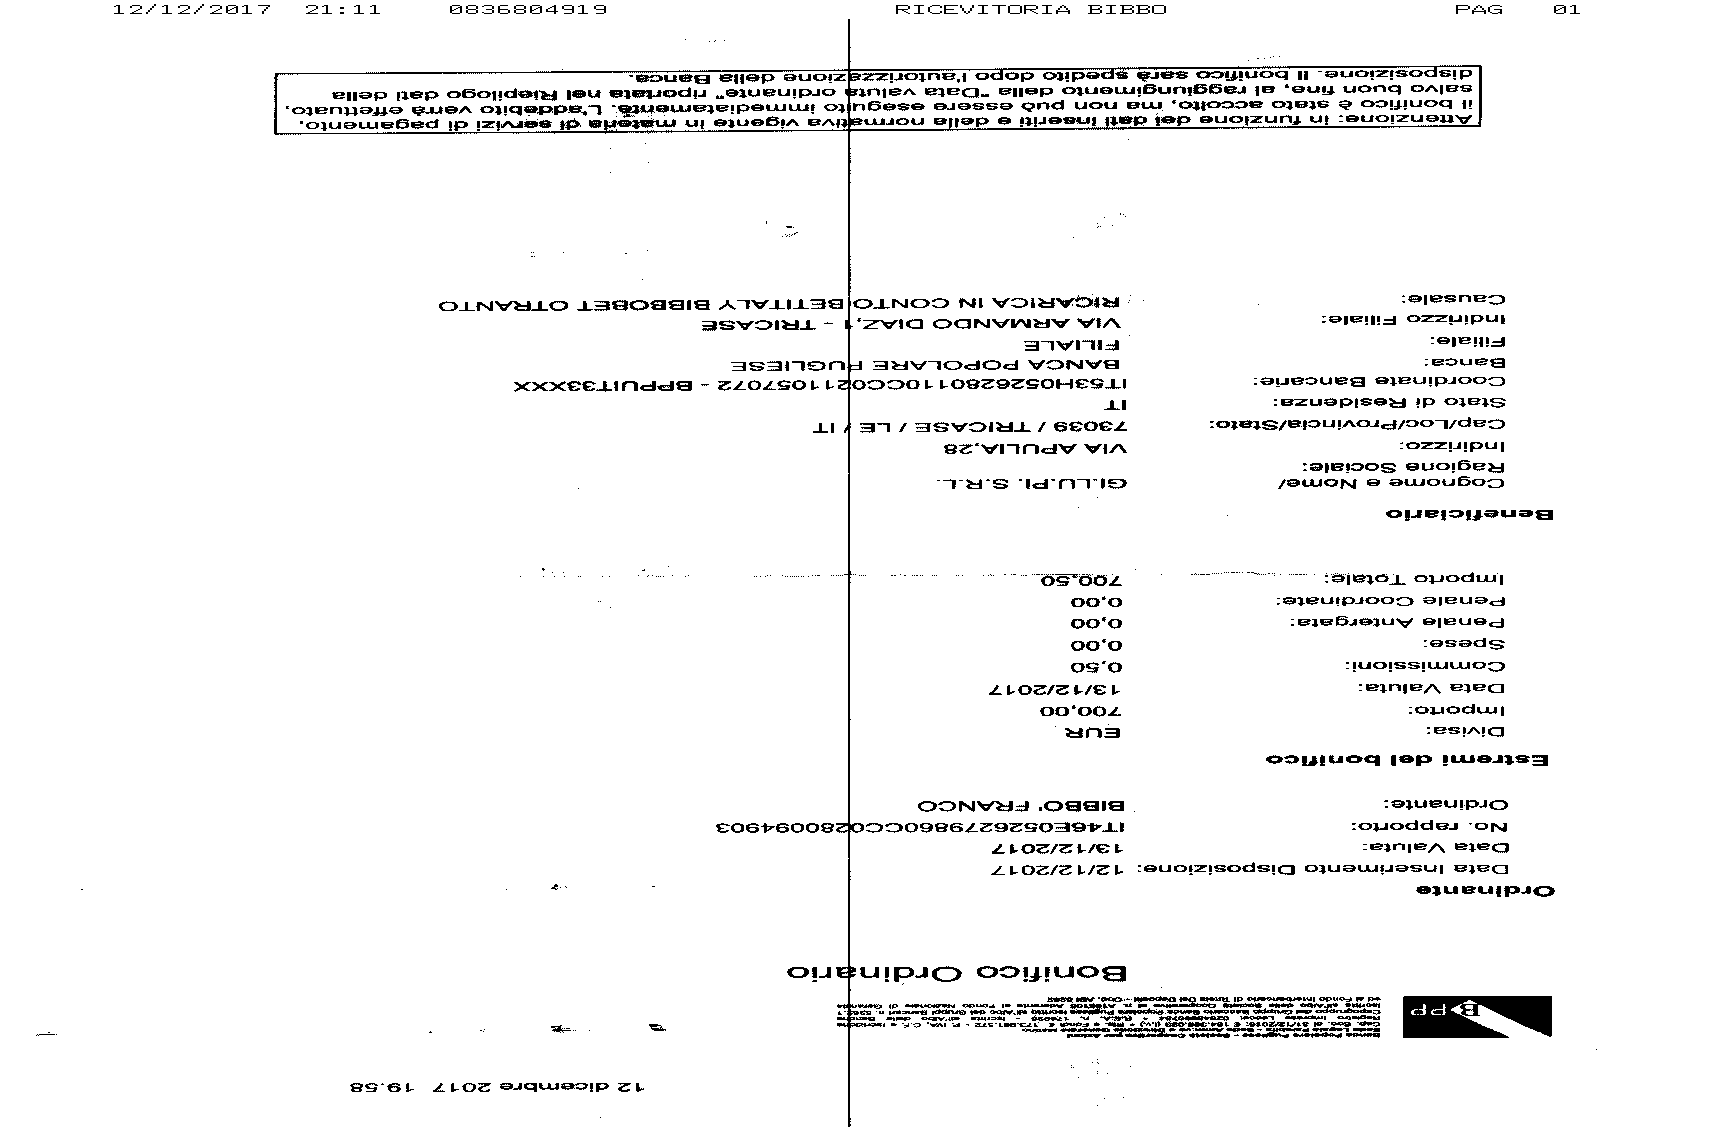 12/12/2017 21:11 0836804919 RICEVITORIA BIBBO PAG 01
12 dicembre 2017 19.58
BPP
Banca Popolare Pugliese - Società Cooperativa per Azioni
Bonifico Ordinario
Ordinante
Data Inserimento Disposizione: 12/12/2017
Data Valuta: 13/12/2017
No. rapporto: IT46E0526279860CC0280094903
Ordinante: BIBBO' FRANCO
Estremi del bonifico
Divisa: EUR
Importo: 700,00
Data Valuta: 13/12/2017
Commissioni: 0,50
Spese: 0,00
Penale Antergata: 0,00
Penale Coordinate: 0,00
Importo Totale: 700,50
Beneficiario
Cognome e Nome/ GI.LU.PI. S.R.L.
Ragione Sociale:
Indirizzo: VIA APULIA,28
Cap/Loc/Provincia/Stato: 73039 / TRICASE / LE / IT
Stato di Residenza: IT
Coordinate Bancarie: IT53H0526280110CC0211057072 - BPPUIT33XXX
Banca: BANCA POPOLARE PUGLIESE
Filiale: FILIALE
Indirizzo Filiale: VIA ARMANDO DIAZ,1 - TRICASE
Causale: RICARICA IN CONTO BETITALY BIBBOBET OTRANTO
Attenzione: in funzione dei dati inseriti e della normativa vigente in materia di servizi di pagamento,
il bonifico è stato accolto, ma non può essere eseguito immediatamente. L'addebito verrà effettuato,
salvo buon fine, al raggiungimento della "Data valuta ordinante" riportata nel Riepilogo dati della
disposizione. Il bonifico sarà spedito dopo l'autorizzazione della Banca.